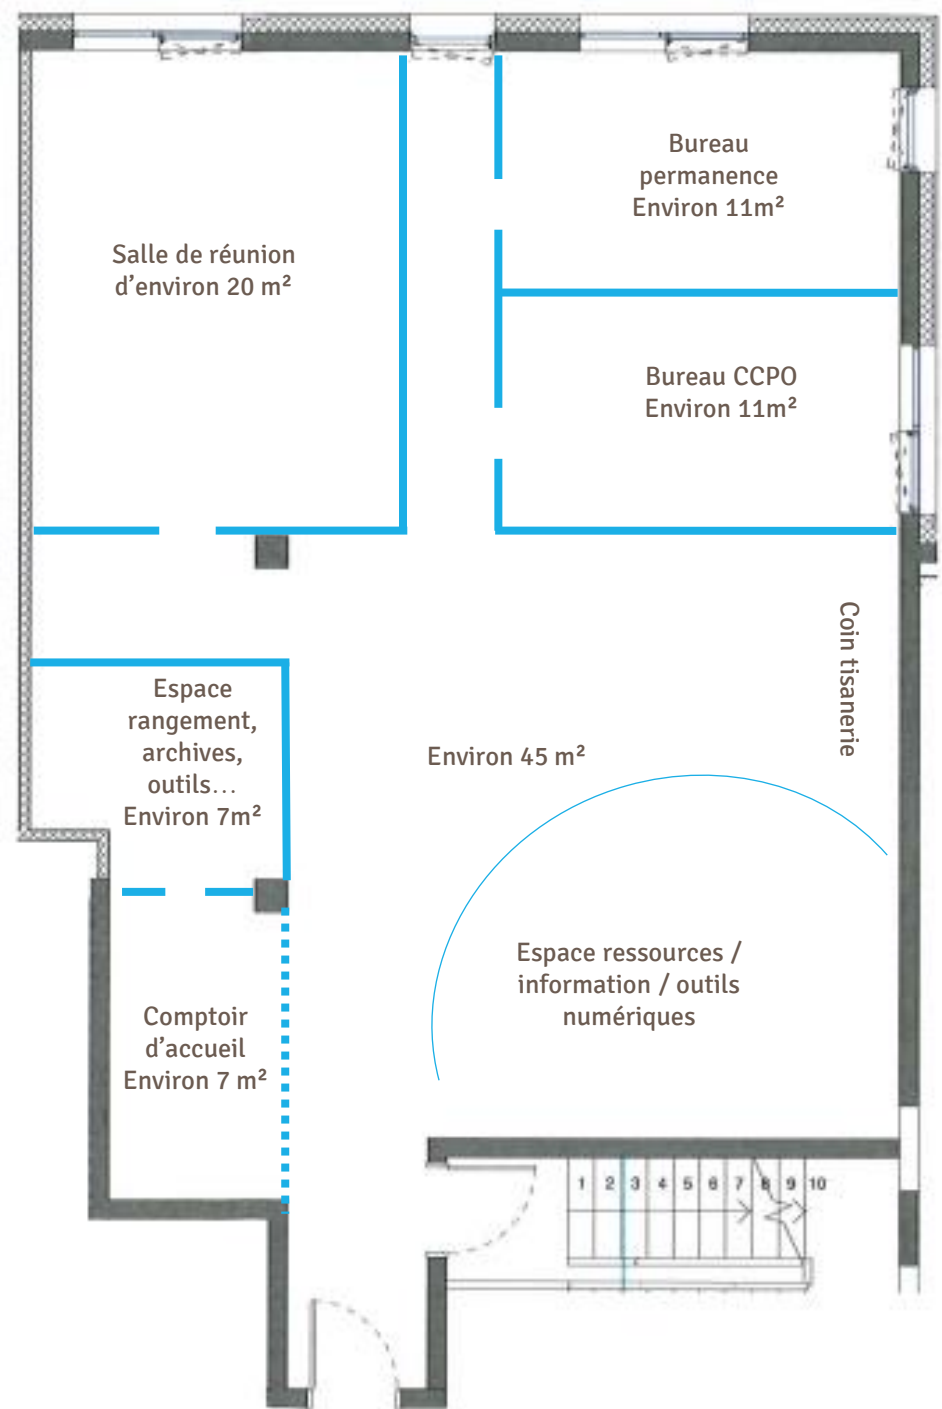 Bureau
permanence
Environ 11m²
Salle de réunion
d’environ 20 m²
Bureau CCPO
Environ 11m²
Coin tisanerie
Espace
rangement,
archives,
outils…
Environ 7m²
Environ 45 m²
Espace ressources /
information / outils
numériques
Comptoir
d’accueil
Environ 7 m²
1 2 3 4 5 6 7 8 9 10